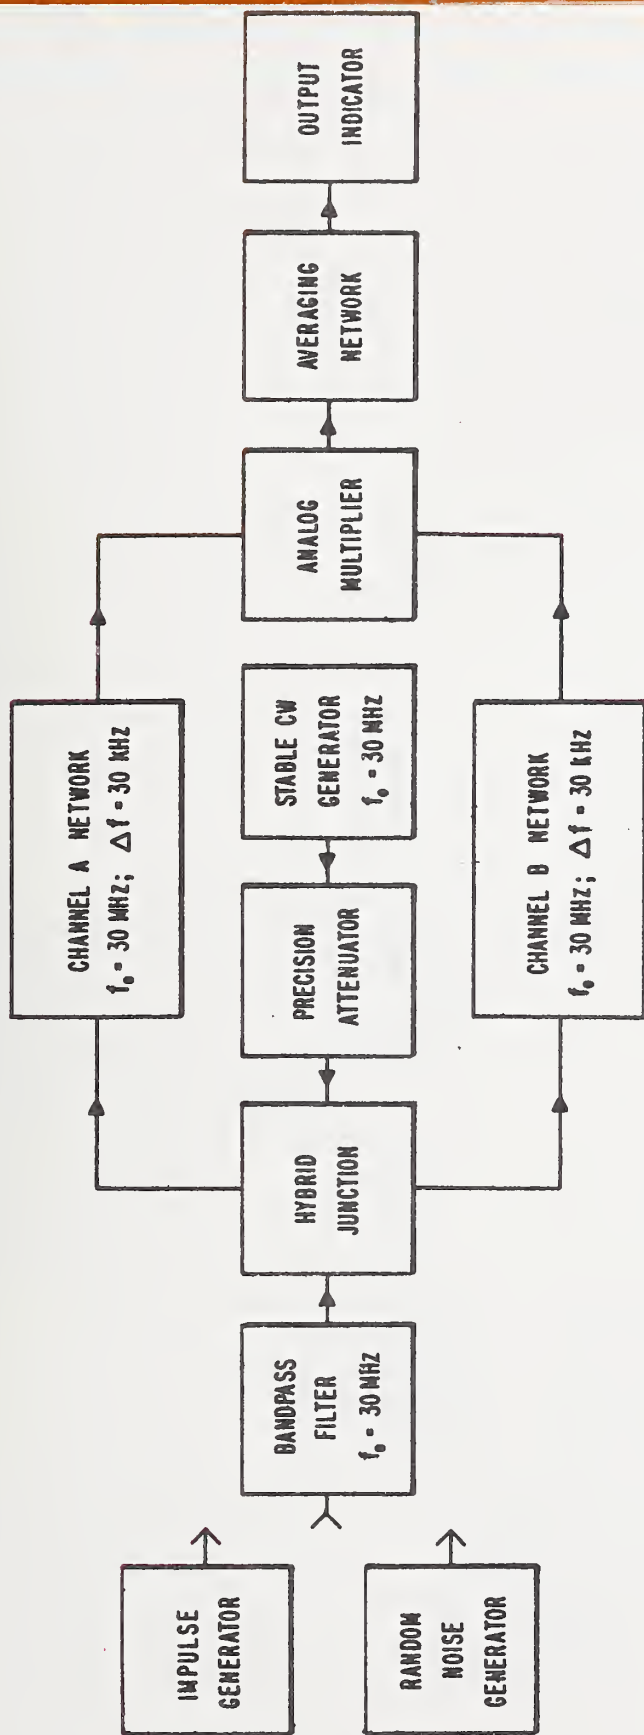 IMPULSE
GENERATOR
RANDOM
NOISE
GENERATOR
BANDPASS
FILTER
f₀ = 30 MHZ
HYBRID
JUNCTION
CHANNEL A NETWORK
f₀ = 30 MHZ; Δf = 30 KHZ
PRECISION
ATTENUATOR
STABLE CW
GENERATOR
f₀ = 30 MHZ
CHANNEL B NETWORK
f₀ = 30 MHZ; Δf = 30 KHZ
ANALOG
MULTIPLIER
AVERAGING
NETWORK
OUTPUT
INDICATOR